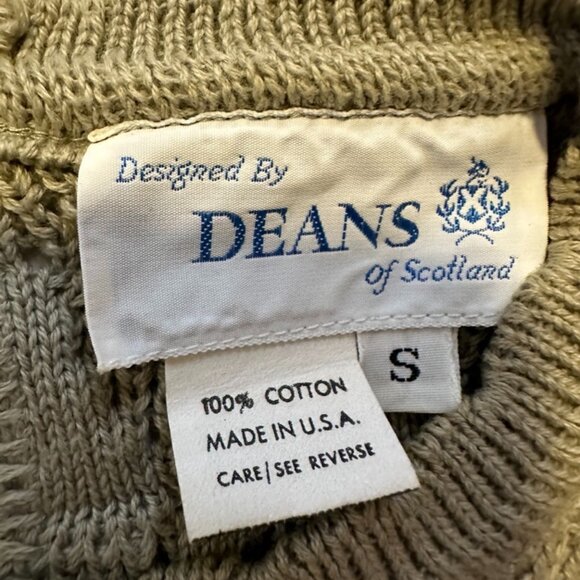 Designed By
DEANS
of Scotland
S
100% COTTON
MADE IN U.S.A.
CARE/SEE REVERSE